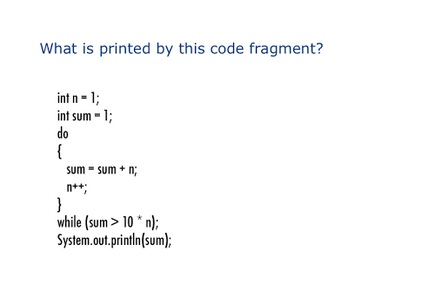 What is printed by this code fragment?
int n = 1;
int sum = 1;
do
{
sum = sum + n;
n++;
}
while (sum > 10 * n);
System.out.println(sum);